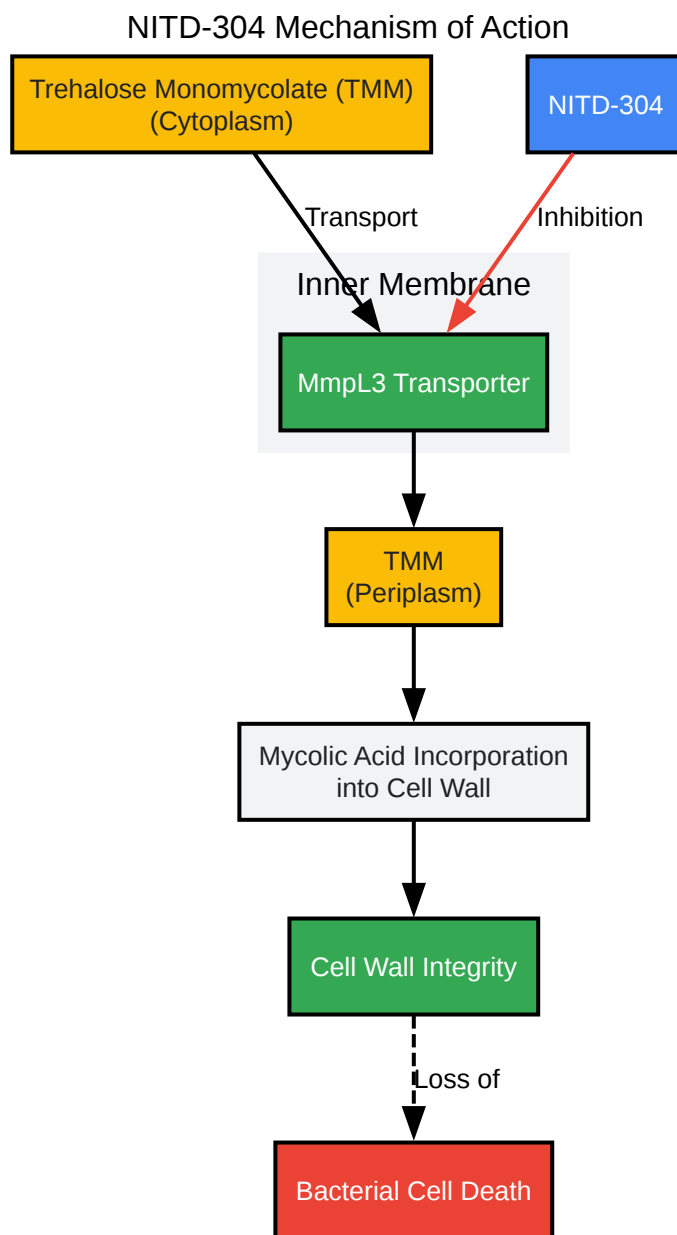 NITD-304 Mechanism of Action
Trehalose Monomycolate (TMM)
(Cytoplasm)
NITD-304
Transport
Inhibition
Inner Membrane
MmpL3 Transporter
TMM
(Periplasm)
Mycolic Acid Incorporation
into Cell Wall
Cell Wall Integrity
Loss of
Bacterial Cell Death